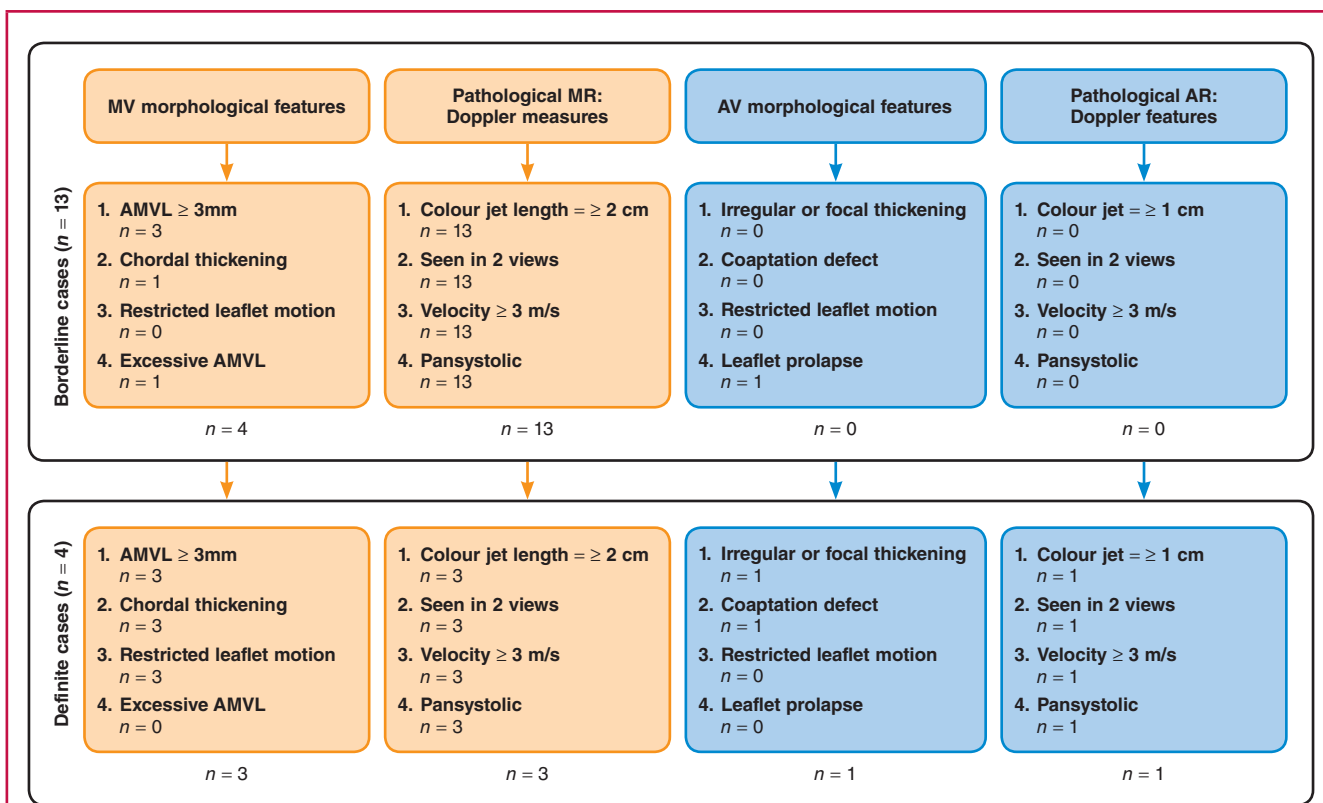 MV morphological features
Pathological MR:
Doppler measures
AV morphological features
Pathological AR:
Doppler features
Borderline cases (n = 13)
1. AMVL ≥ 3mm
n = 3
2. Chordal thickening
n = 1
3. Restricted leaflet motion
n = 0
4. Excessive AMVL
n = 1
n = 4
1. Colour jet length = ≥ 2 cm
n = 13
2. Seen in 2 views
n = 13
3. Velocity ≥ 3 m/s
n = 13
4. Pansystolic
n = 13
n = 13
1. Irregular or focal thickening
n = 0
2. Coaptation defect
n = 0
3. Restricted leaflet motion
n = 0
4. Leaflet prolapse
n = 1
n = 0
1. Colour jet = ≥ 1 cm
n = 0
2. Seen in 2 views
n = 0
3. Velocity ≥ 3 m/s
n = 0
4. Pansystolic
n = 0
n = 0
Definite cases (n = 4)
1. AMVL ≥ 3mm
n = 3
2. Chordal thickening
n = 3
3. Restricted leaflet motion
n = 3
4. Excessive AMVL
n = 0
n = 3
1. Colour jet length = ≥ 2 cm
n = 3
2. Seen in 2 views
n = 3
3. Velocity ≥ 3 m/s
n = 3
4. Pansystolic
n = 3
n = 3
1. Irregular or focal thickening
n = 1
2. Coaptation defect
n = 1
3. Restricted leaflet motion
n = 0
4. Leaflet prolapse
n = 0
n = 1
1. Colour jet = ≥ 1 cm
n = 1
2. Seen in 2 views
n = 1
3. Velocity ≥ 3 m/s
n = 1
4. Pansystolic
n = 1
n = 1